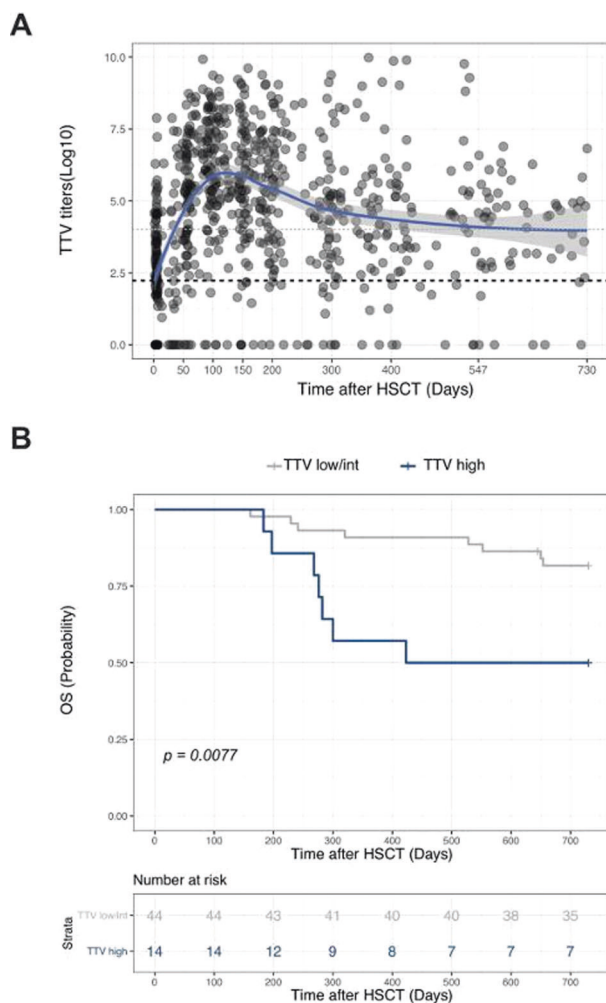 A
TTV titers(Log10)
10.0
7.5
5.0
2.5
0.0
0 50 100 150 200 300 400 547 730
Time after HSCT (Days)
B
TTV low/int TTV high
OS (Probability)
1.00
0.75
0.50
0.25
0.00
p = 0.0077
0 100 200 300 400 500 600 700
Time after HSCT (Days)
Number at risk
Strata
TTV low/int 44 44 43 41 40 40 38 35
TTV high 14 14 12 9 8 7 7 7
0 100 200 300 400 500 600 700
Time after HSCT (Days)